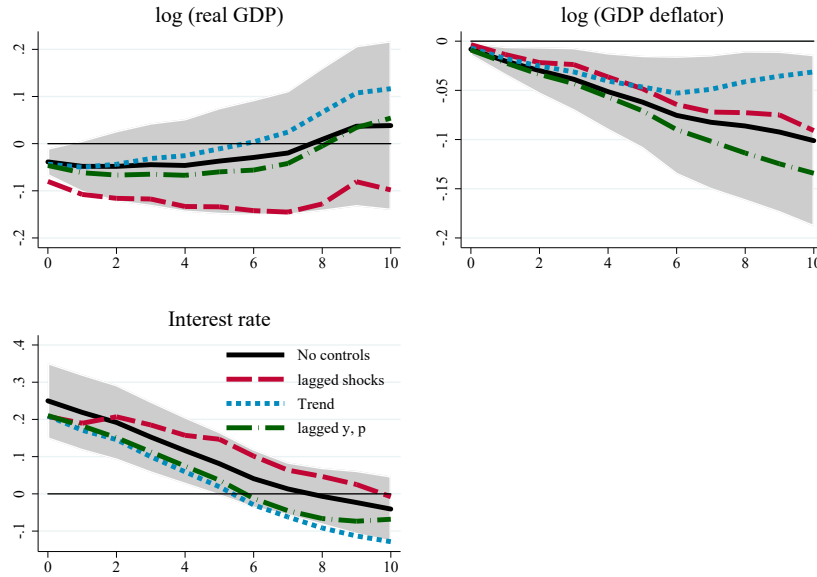 log (real GDP)
.2
.1
0
-.1
-.2
0 2 4 6 8 10
log (GDP deflator)
0
-.05
-.1
-.15
-.2
0 2 4 6 8 10
Interest rate
.4
.3
.2
.1
0
-.1
0 2 4 6 8 10
No controls
lagged shocks
Trend
lagged y, p